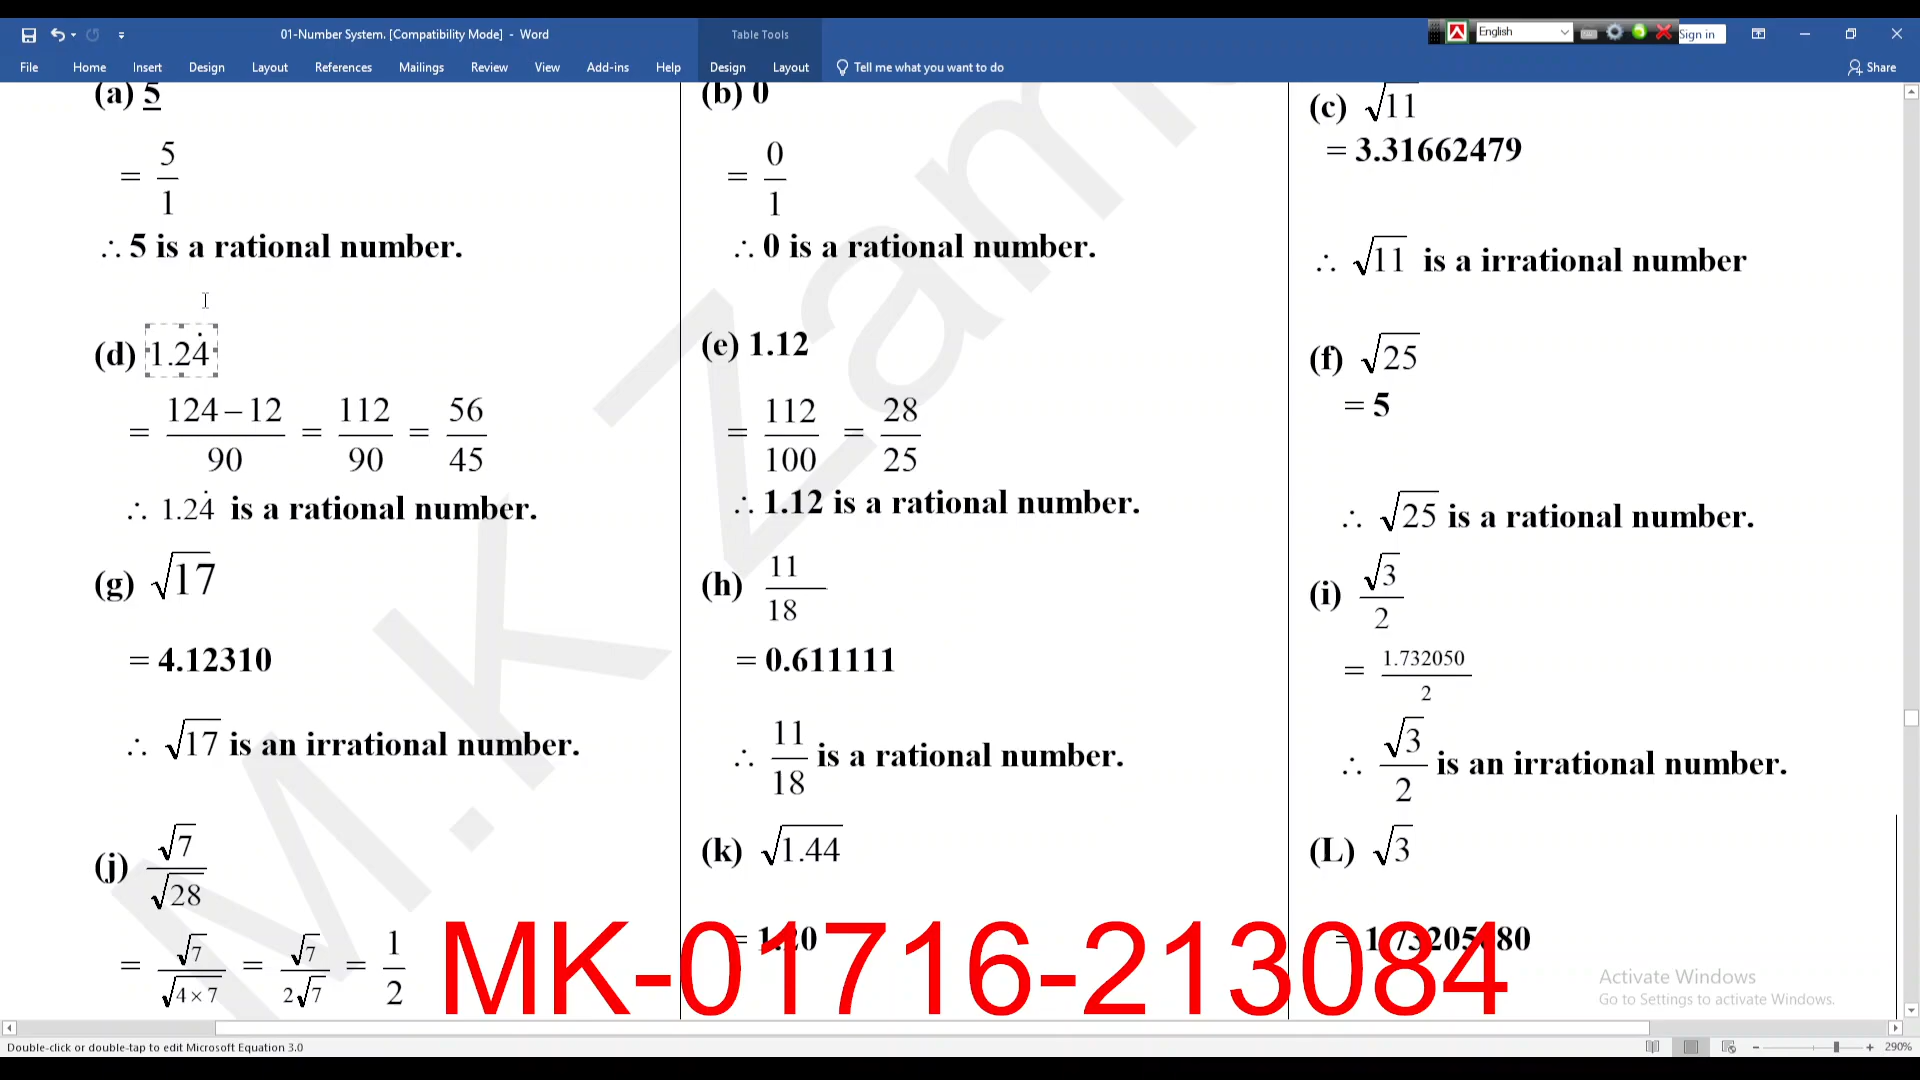 01-Number System. [Compatibility Mode] - Word
Table Tools
English
Sign in
File Home Insert Design Layout References Mailings Review View Add-ins Help Design Layout Tell me what you want to do Share
(a) 5
= 5/1
∴ 5 is a rational number.
(b) 0
= 0/1
∴ 0 is a rational number.
(c) √11
= 3.31662479
∴ √11 is a irrational number
(d) 1.24̇
= (124 – 12)/90 = 112/90 = 56/45
∴ 1.24̇ is a rational number.
(e) 1.12
= 112/100 = 28/25
∴ 1.12 is a rational number.
(f) √25
= 5
∴ √25 is a rational number.
(g) √17
= 4.12310
∴ √17 is an irrational number.
(h) 11/18
= 0.611111
∴ 11/18 is a rational number.
(i) √3/2
= 1.732050/2
∴ √3/2 is an irrational number.
(j) √7/√28
= √7/√(4×7) = √7/2√7 = 1/2
(k) √1.44
(L) √3
MK-01716-213084
M.K Zam
Activate Windows
Go to Settings to activate Windows.
Double-click or double-tap to edit Microsoft Equation 3.0
290%